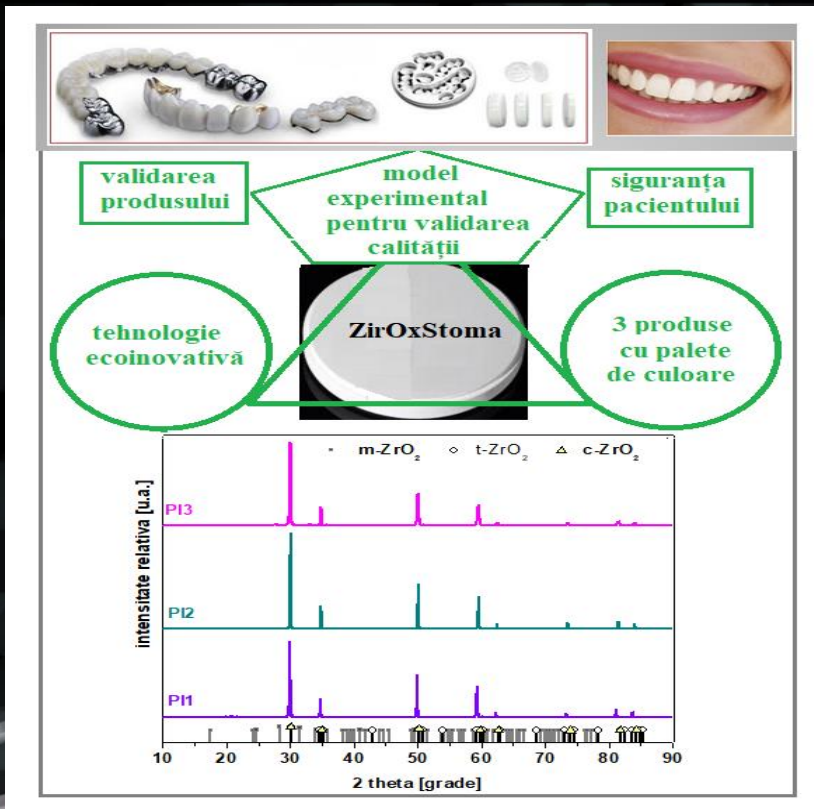 validarea
produsului
model
experimental
pentru validarea
calității
siguranța
pacientului
tehnologie
ecoinovativă
ZirOxStoma
3 produse
cu palete
de culoare
m-ZrO₂ t-ZrO₂ c-ZrO₂
intensitate relativa [u.a.]
PI3
PI2
PI1
10 20 30 40 50 60 70 80 90
2 theta [grade]